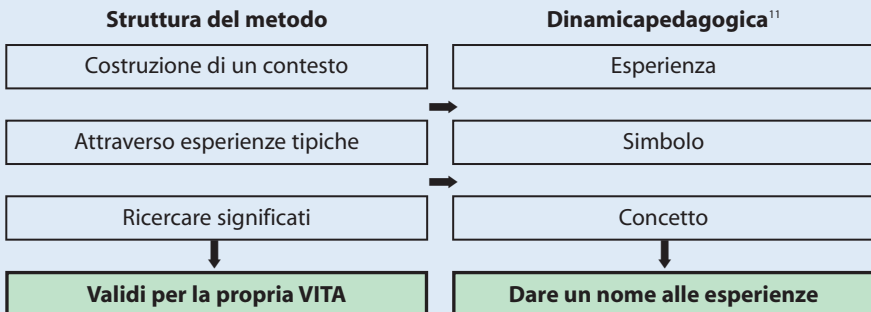 Struttura del metodo
Dinamicapedagogica¹¹
Costruzione di un contesto
Esperienza
Attraverso esperienze tipiche
Simbolo
Ricercare significati
Concetto
Validi per la propria VITA
Dare un nome alle esperienze